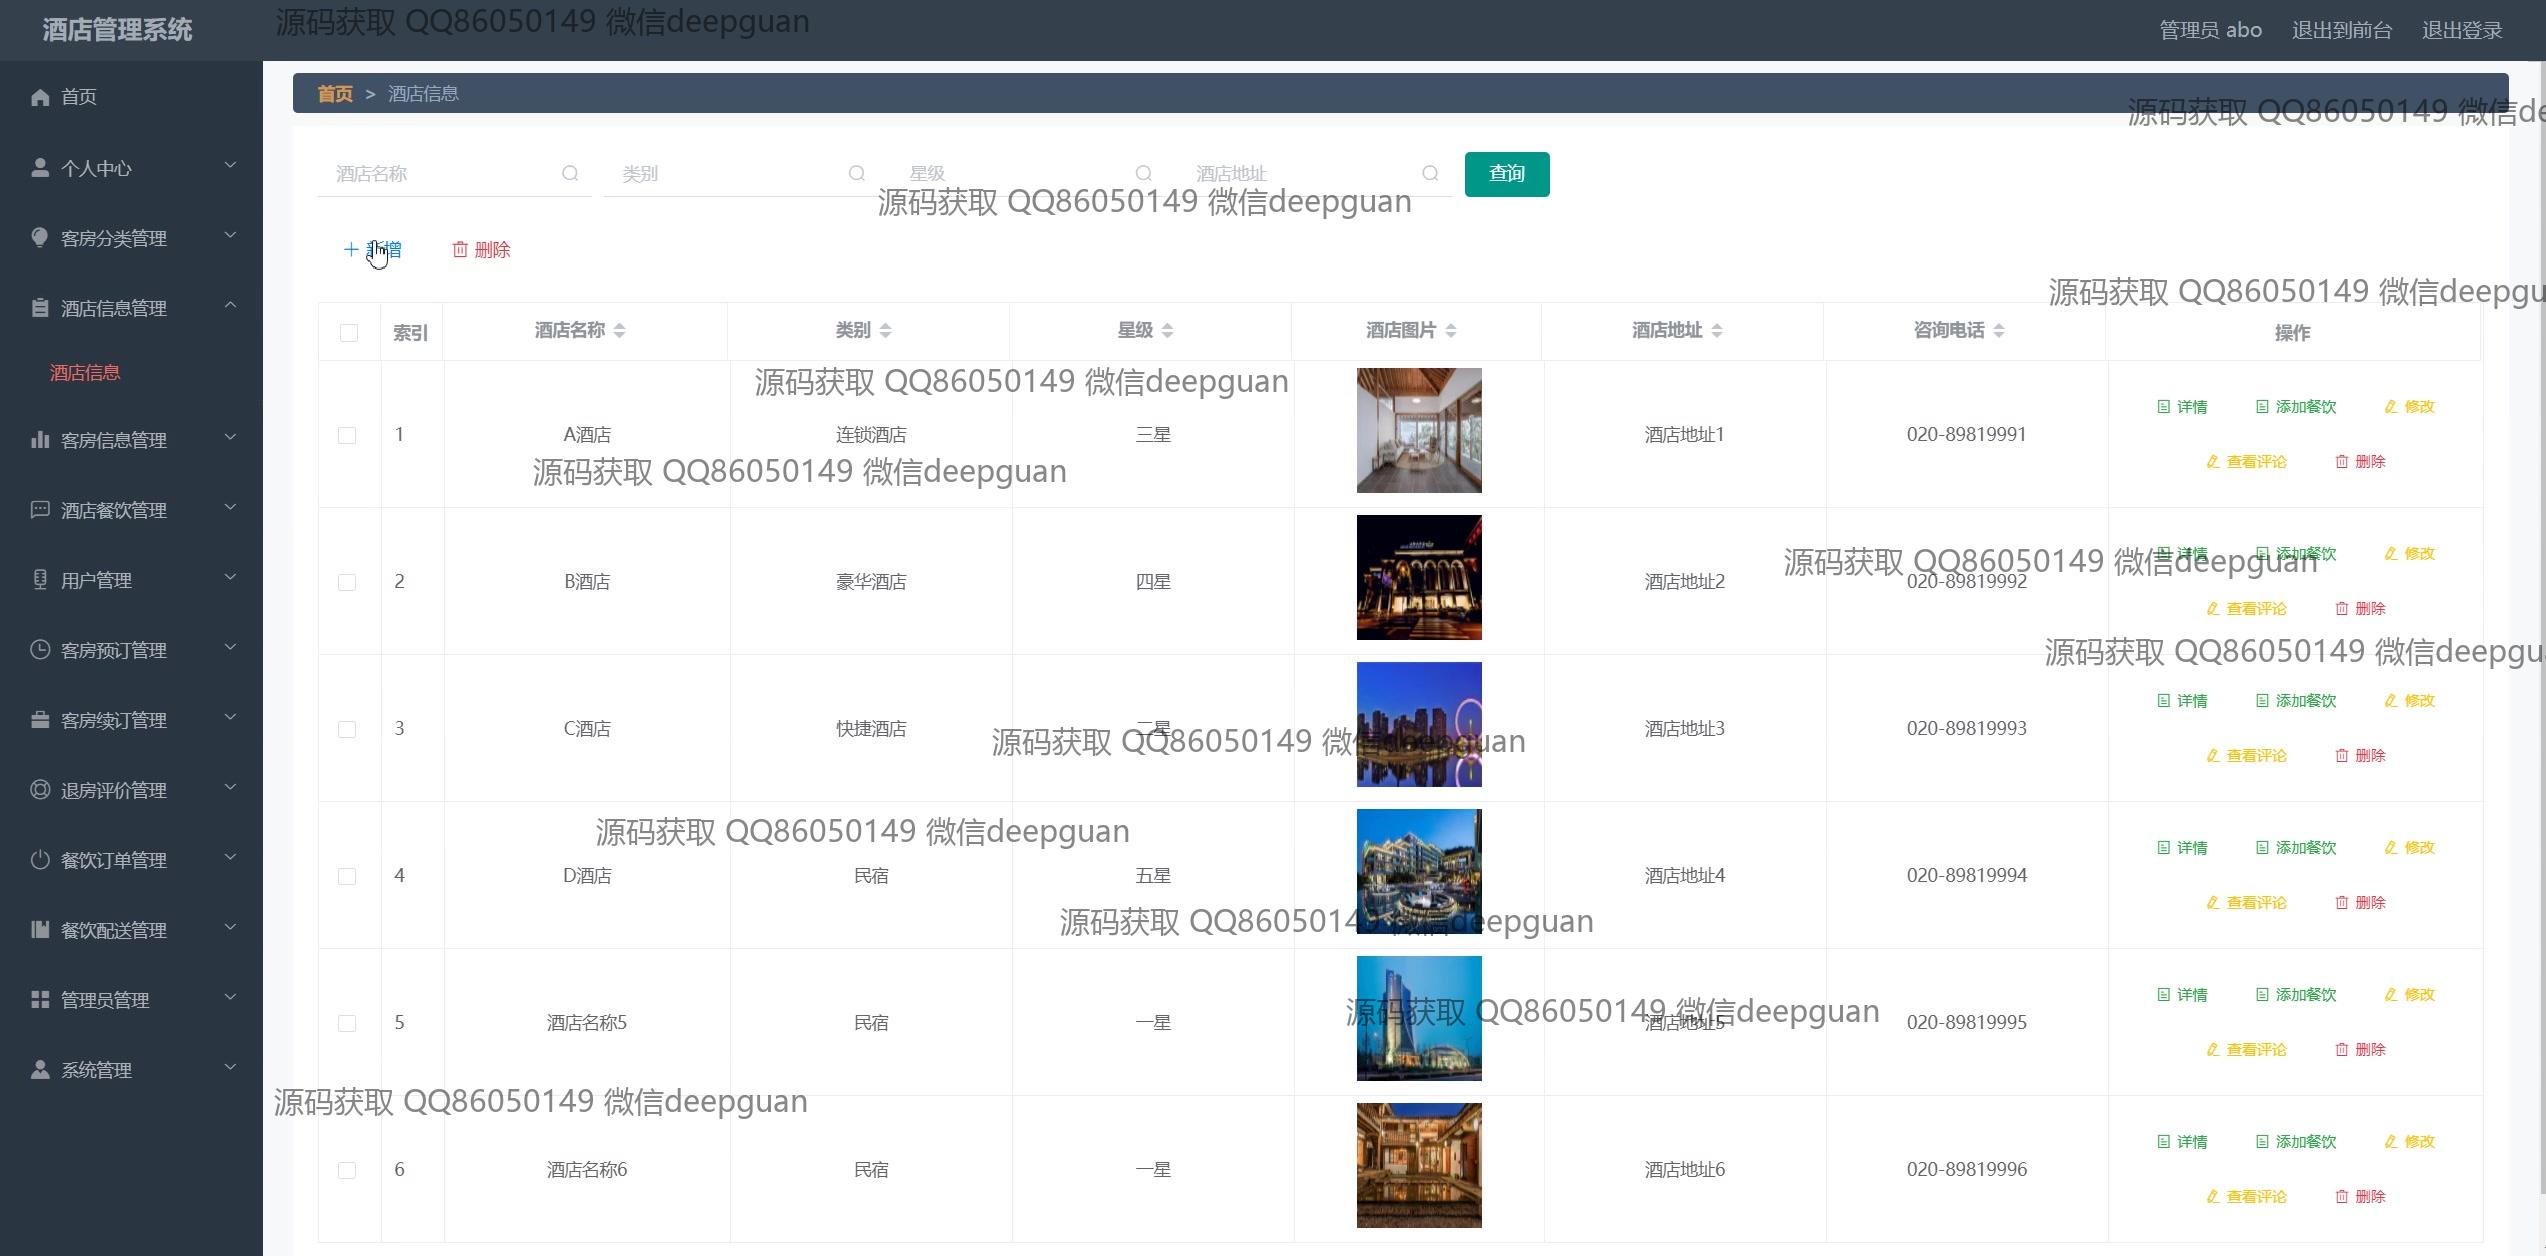 酒店管理系统
源码获取 QQ86050149 微信deepguan
管理员 abo 退出到前台 退出登录
首页
个人中心
客房分类管理
酒店信息管理
酒店信息
客房信息管理
酒店餐饮管理
用户管理
客房预订管理
客房续订管理
退房评价管理
餐饮订单管理
餐饮配送管理
管理员管理
系统管理
首页 > 酒店信息
源码获取 QQ86050149 微信de
酒店名称 类别 星级 酒店地址 查询
源码获取 QQ86050149 微信deepguan
新增 删除
源码获取 QQ86050149 微信deepgu
索引 酒店名称 类别 星级 酒店图片 酒店地址 咨询电话 操作
源码获取 QQ86050149 微信deepguan
详情 添加餐饮 修改
1 A酒店 连锁酒店 三星 酒店地址1 020-89819991
查看评论 删除
源码获取 QQ86050149 微信deepguan
详情 添加餐饮 修改
源码获取 QQ86050149 微信deepguan
2 B酒店 豪华酒店 四星 酒店地址2 020-89819992
查看评论 删除
源码获取 QQ86050149 微信deepgu
详情 添加餐饮 修改
3 C酒店 快捷酒店 二星 酒店地址3 020-89819993
源码获取 QQ86050149 微信deepguan
查看评论 删除
源码获取 QQ86050149 微信deepguan
详情 添加餐饮 修改
4 D酒店 民宿 五星 酒店地址4 020-89819994
查看评论 删除
源码获取 QQ86050149 微信deepguan
详情 添加餐饮 修改
源码获取 QQ86050149 微信deepguan
5 酒店名称5 民宿 一星 酒店地址5 020-89819995
查看评论 删除
源码获取 QQ86050149 微信deepguan
详情 添加餐饮 修改
6 酒店名称6 民宿 一星 酒店地址6 020-89819996
查看评论 删除